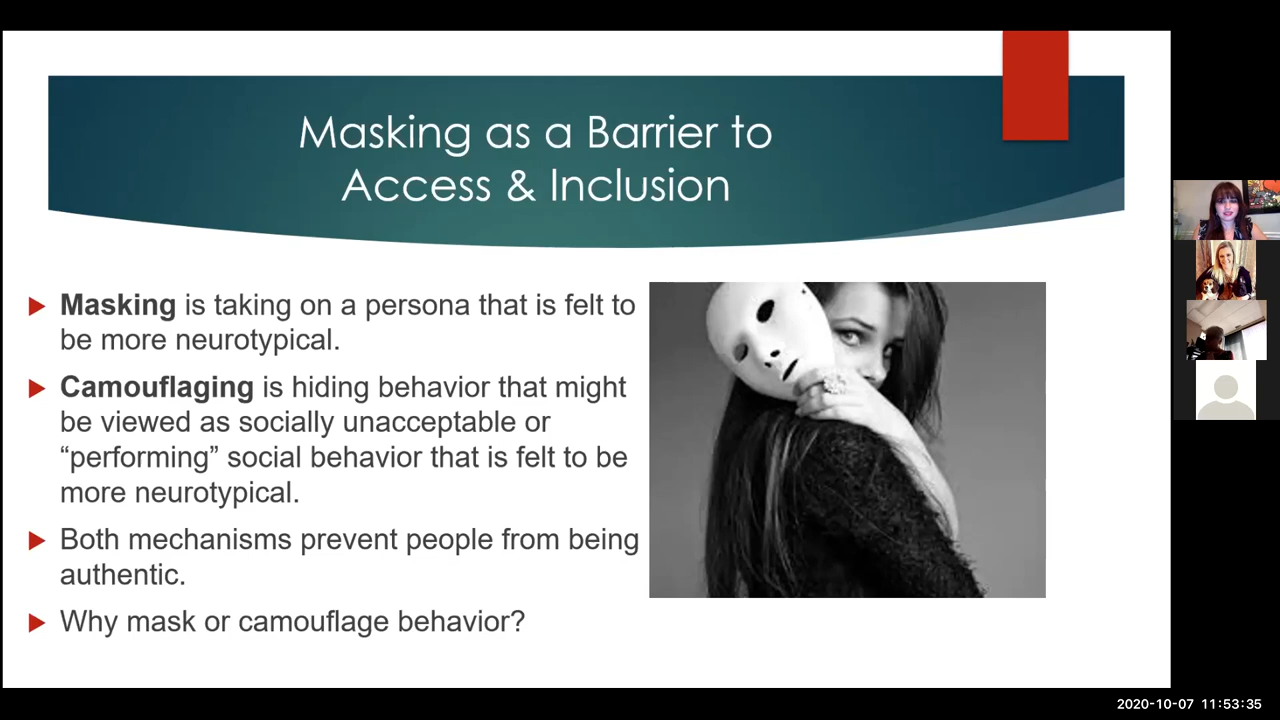 Masking as a Barrier to
Access & Inclusion
Masking is taking on a persona that is felt to
be more neurotypical.
Camouflaging is hiding behavior that might
be viewed as socially unacceptable or
“performing” social behavior that is felt to be
more neurotypical.
Both mechanisms prevent people from being
authentic.
Why mask or camouflage behavior?
2020-10-07 11:53:35